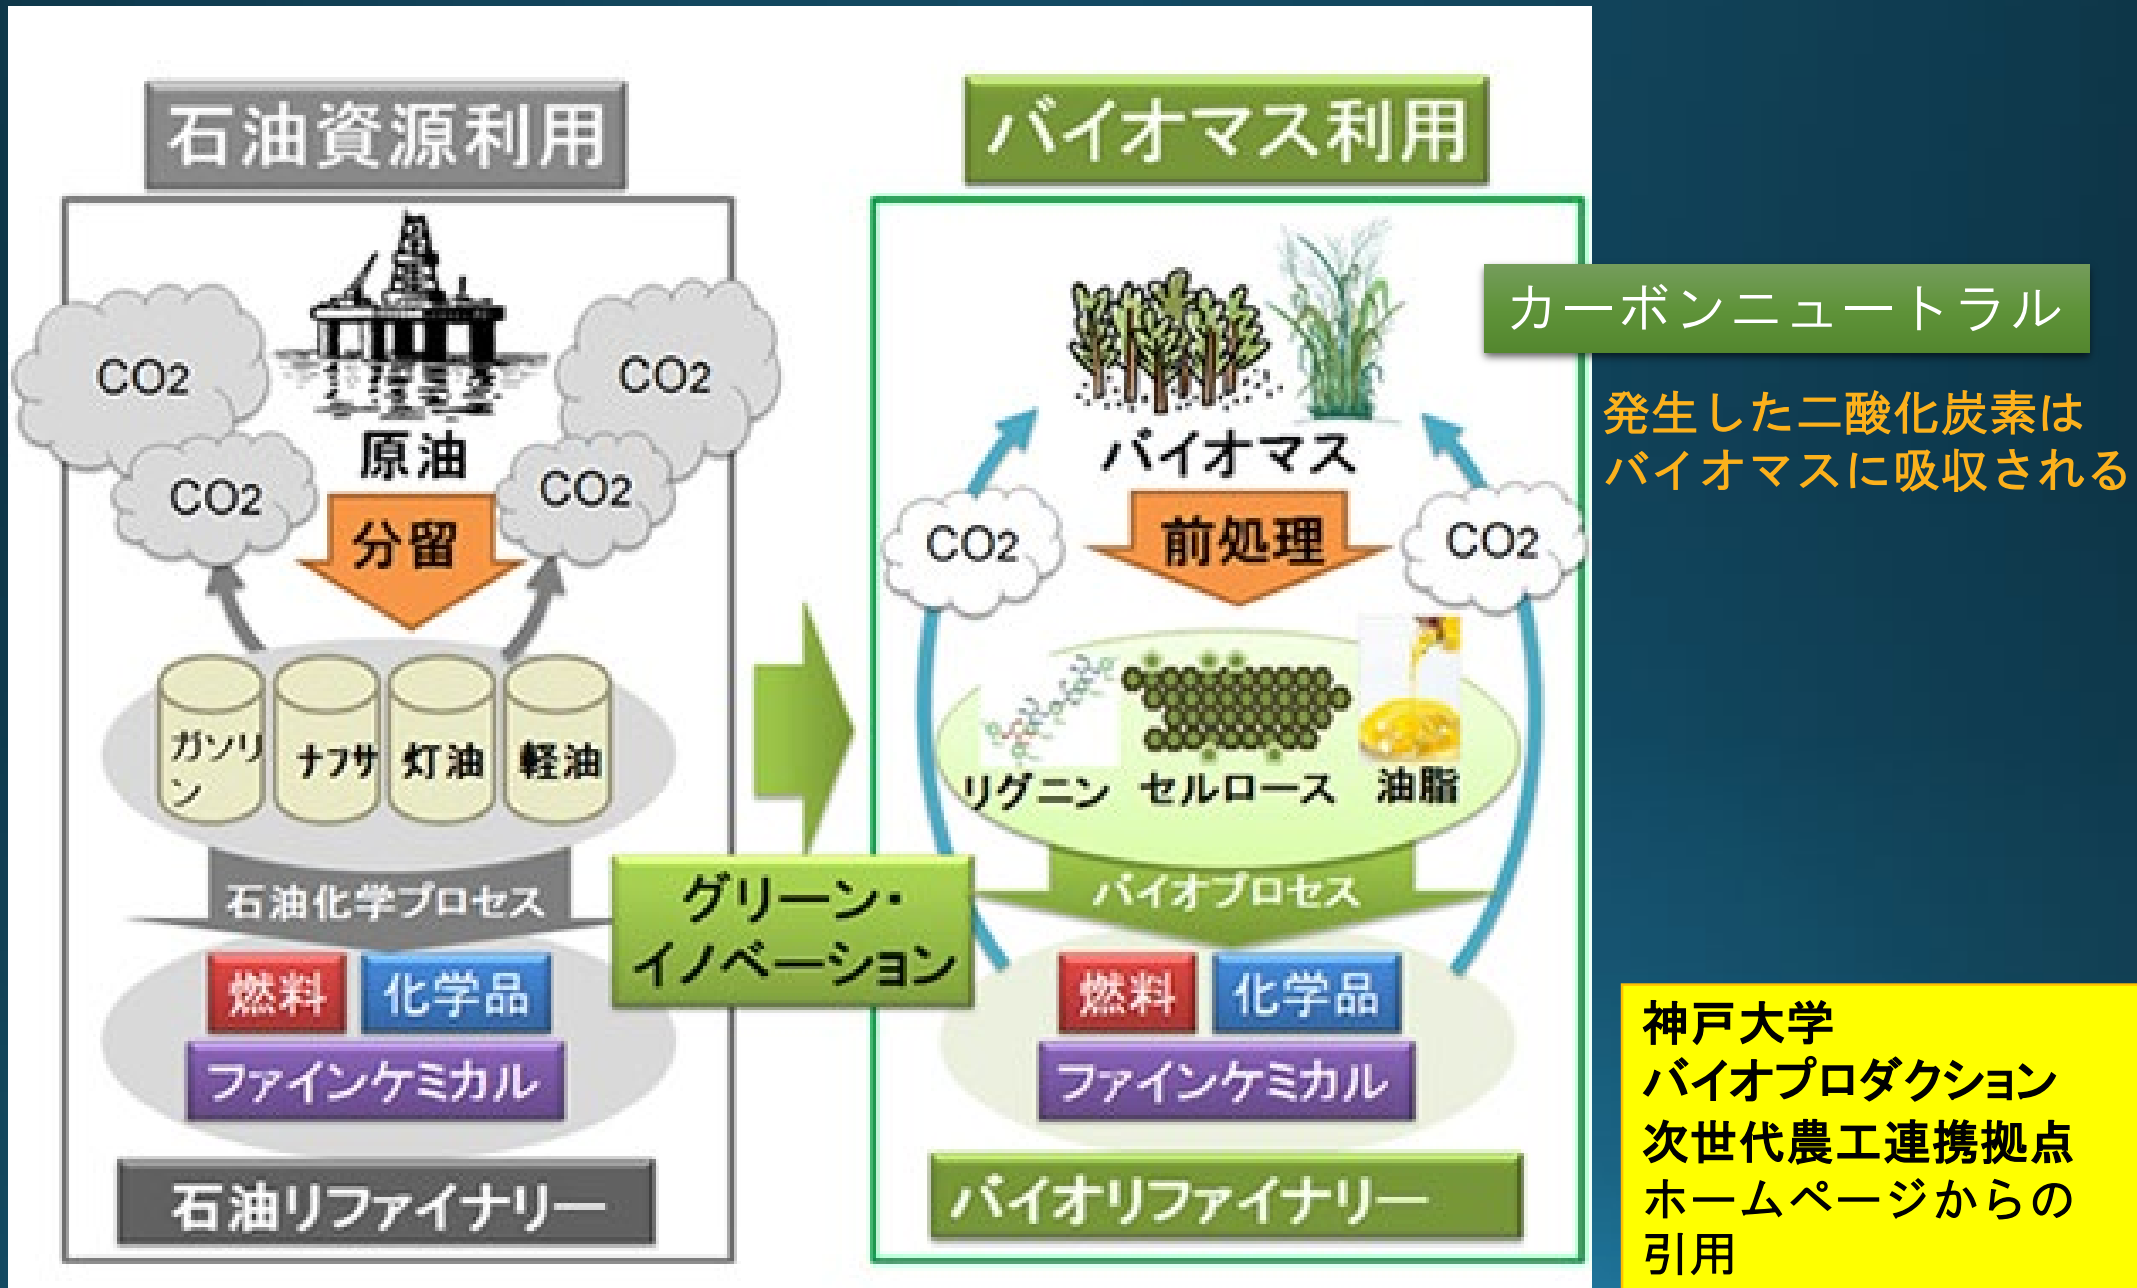 石油資源利用
CO2
CO2
CO2
CO2
原油
分留
ガソリ
ン
ナフサ
灯油
軽油
石油化学プロセス
燃料
化学品
ファインケミカル
石油リファイナリー
グリーン・
イノベーション
バイオマス利用
バイオマス
CO2
CO2
前処理
リグニン
セルロース
油脂
バイオプロセス
燃料
化学品
ファインケミカル
バイオリファイナリー
カーボンニュートラル
発生した二酸化炭素は
バイオマスに吸収される
神戸大学
バイオプロダクション
次世代農工連携拠点
ホームページからの
引用